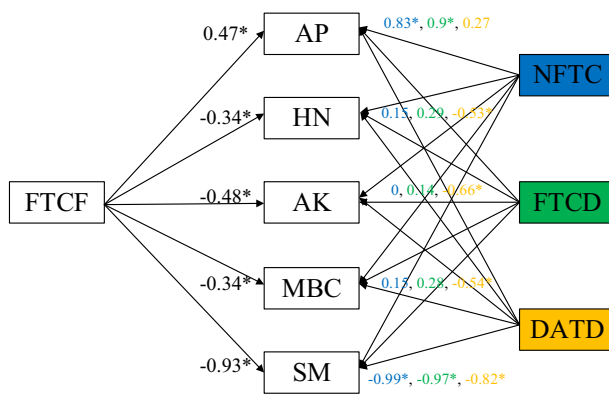 0.47*
AP
0.83*, 0.9*, 0.27
NFTC
-0.34*
HN
0.15, 0.29, -0.53*
FTCF
-0.48*
AK
0, 0.14, -0.66*
FTCD
-0.34*
MBC
0.15, 0.28, -0.54*
DATD
-0.93*
SM
-0.99*, -0.97*, -0.82*